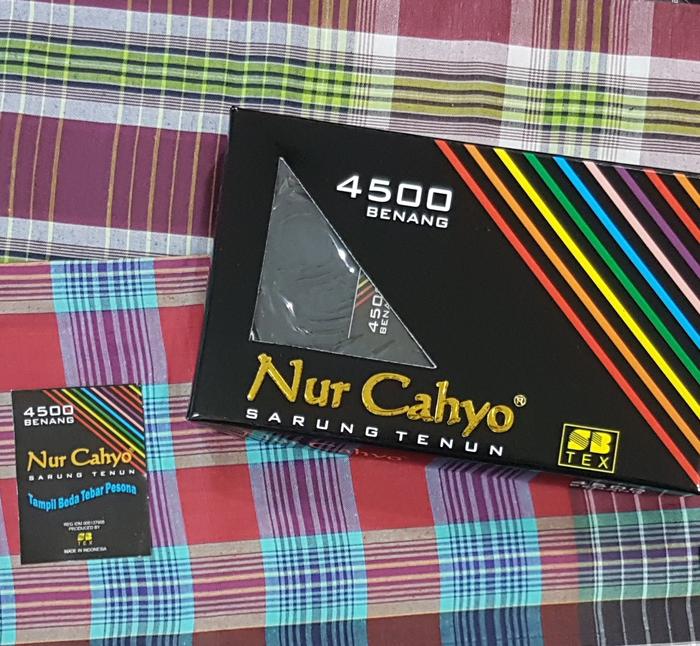 4500
BENANG
450
BENA
Nur Cahyo®
SARUNG TENUN
SB
TEX
4500
BENANG
Nur Cahyo
SARUNG TENUN
Tampil Beda Tebar Pesona
PRODUCED BY
SB
TEX
MADE IN INDONESIA